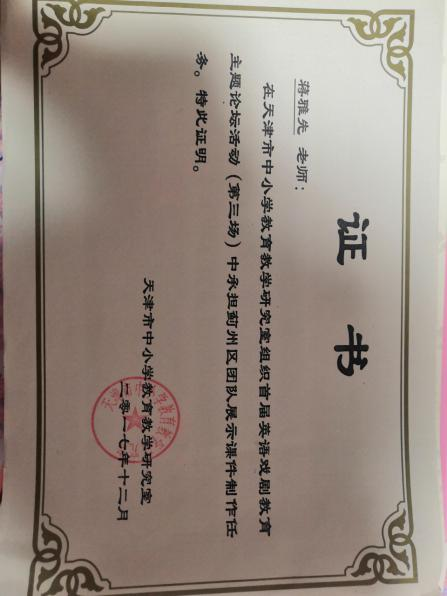 证书
蒋雅先 老师：
在天津市中小学教育教学研究室组织首届英语戏剧教育
主题论坛活动（第三场）中承担蓟州区团队展示课件制作任
务。特此证明。
天津市中小学教育教学研究室
二零一七年十二月